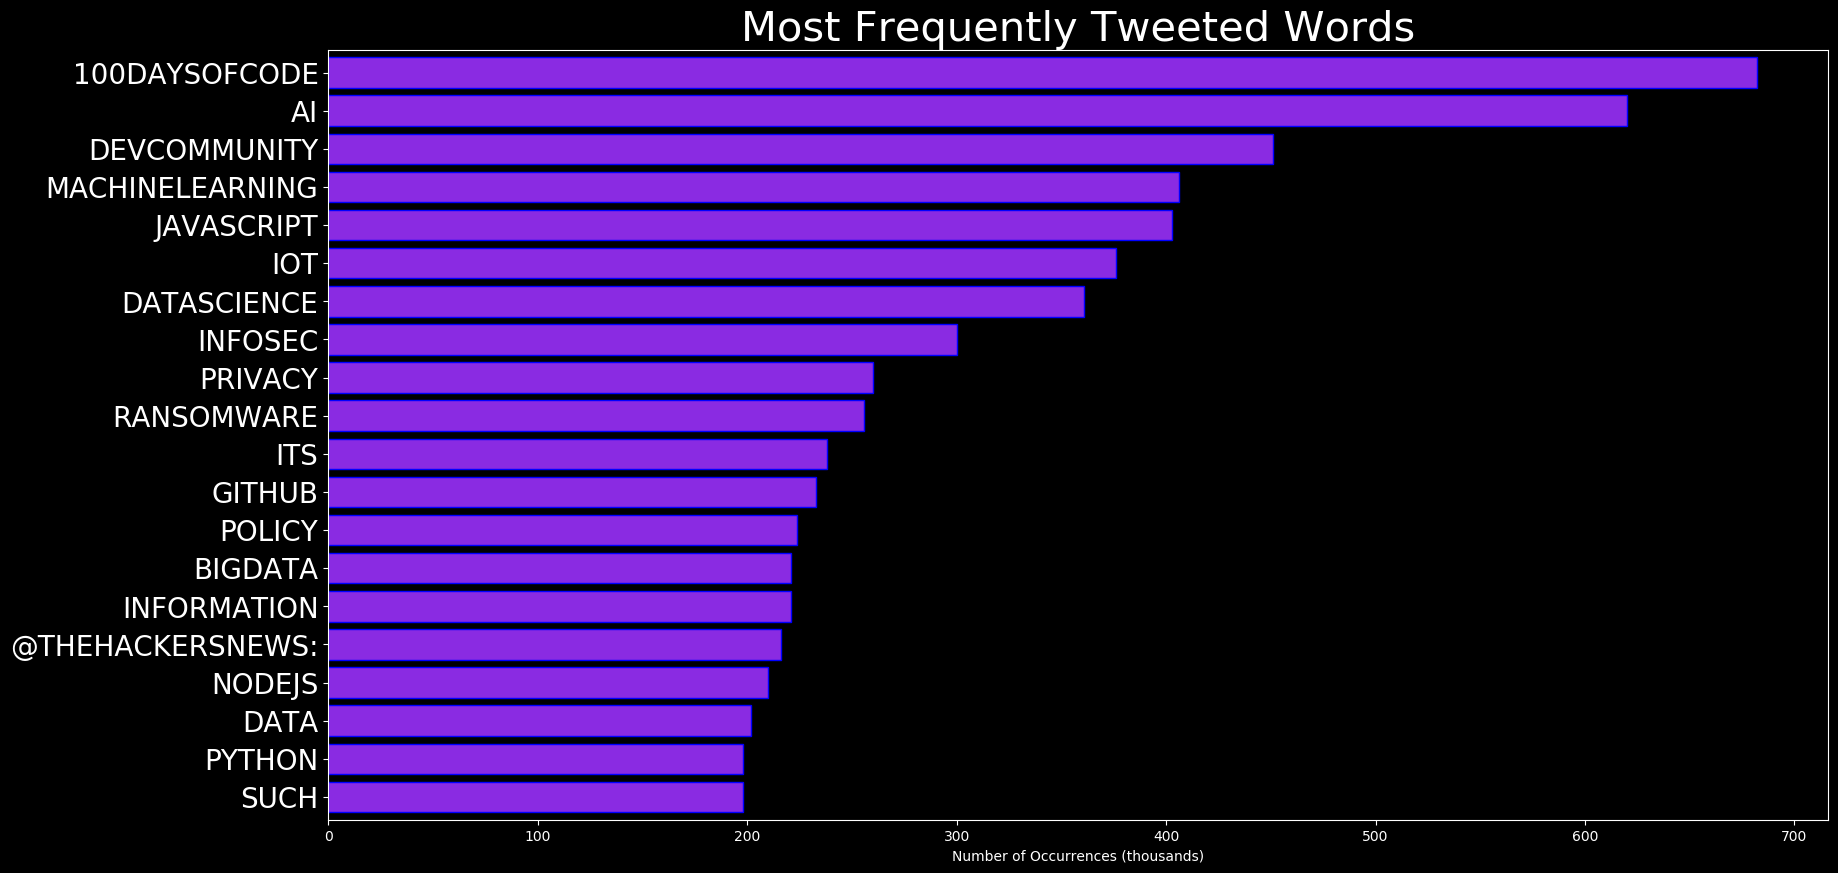 Most Frequently Tweeted Words
100DAYSOFCODE
AI
DEVCOMMUNITY
MACHINELEARNING
JAVASCRIPT
IOT
DATASCIENCE
INFOSEC
PRIVACY
RANSOMWARE
ITS
GITHUB
POLICY
BIGDATA
INFORMATION
@THEHACKERSNEWS:
NODEJS
DATA
PYTHON
SUCH
0 100 200 300 400 500 600 700
Number of Occurrences (thousands)